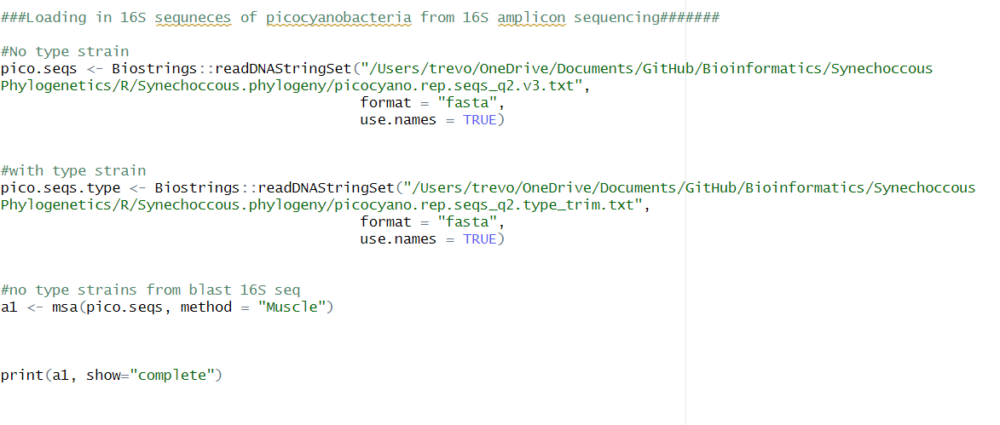 ###Loading in 16S sequneces of picocyanobacteria from 16S amplicon sequencing#######
#No type strain
pico.seqs <- Biostrings::readDNAStringSet("/Users/trevo/OneDrive/Documents/GitHub/Bioinformatics/Synechoccous
Phylogenetics/R/Synechoccous.phylogeny/picocyano.rep.seqs_q2.v3.txt",
format = "fasta",
use.names = TRUE)
#with type strain
pico.seqs.type <- Biostrings::readDNAStringSet("/Users/trevo/OneDrive/Documents/GitHub/Bioinformatics/Synechoccous
Phylogenetics/R/Synechoccous.phylogeny/picocyano.rep.seqs_q2.type_trim.txt",
format = "fasta",
use.names = TRUE)
#no type strains from blast 16S seq
a1 <- msa(pico.seqs, method = "Muscle")
print(a1, show="complete")